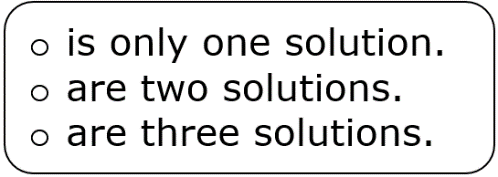 is only one solution.
are two solutions.
are three solutions.